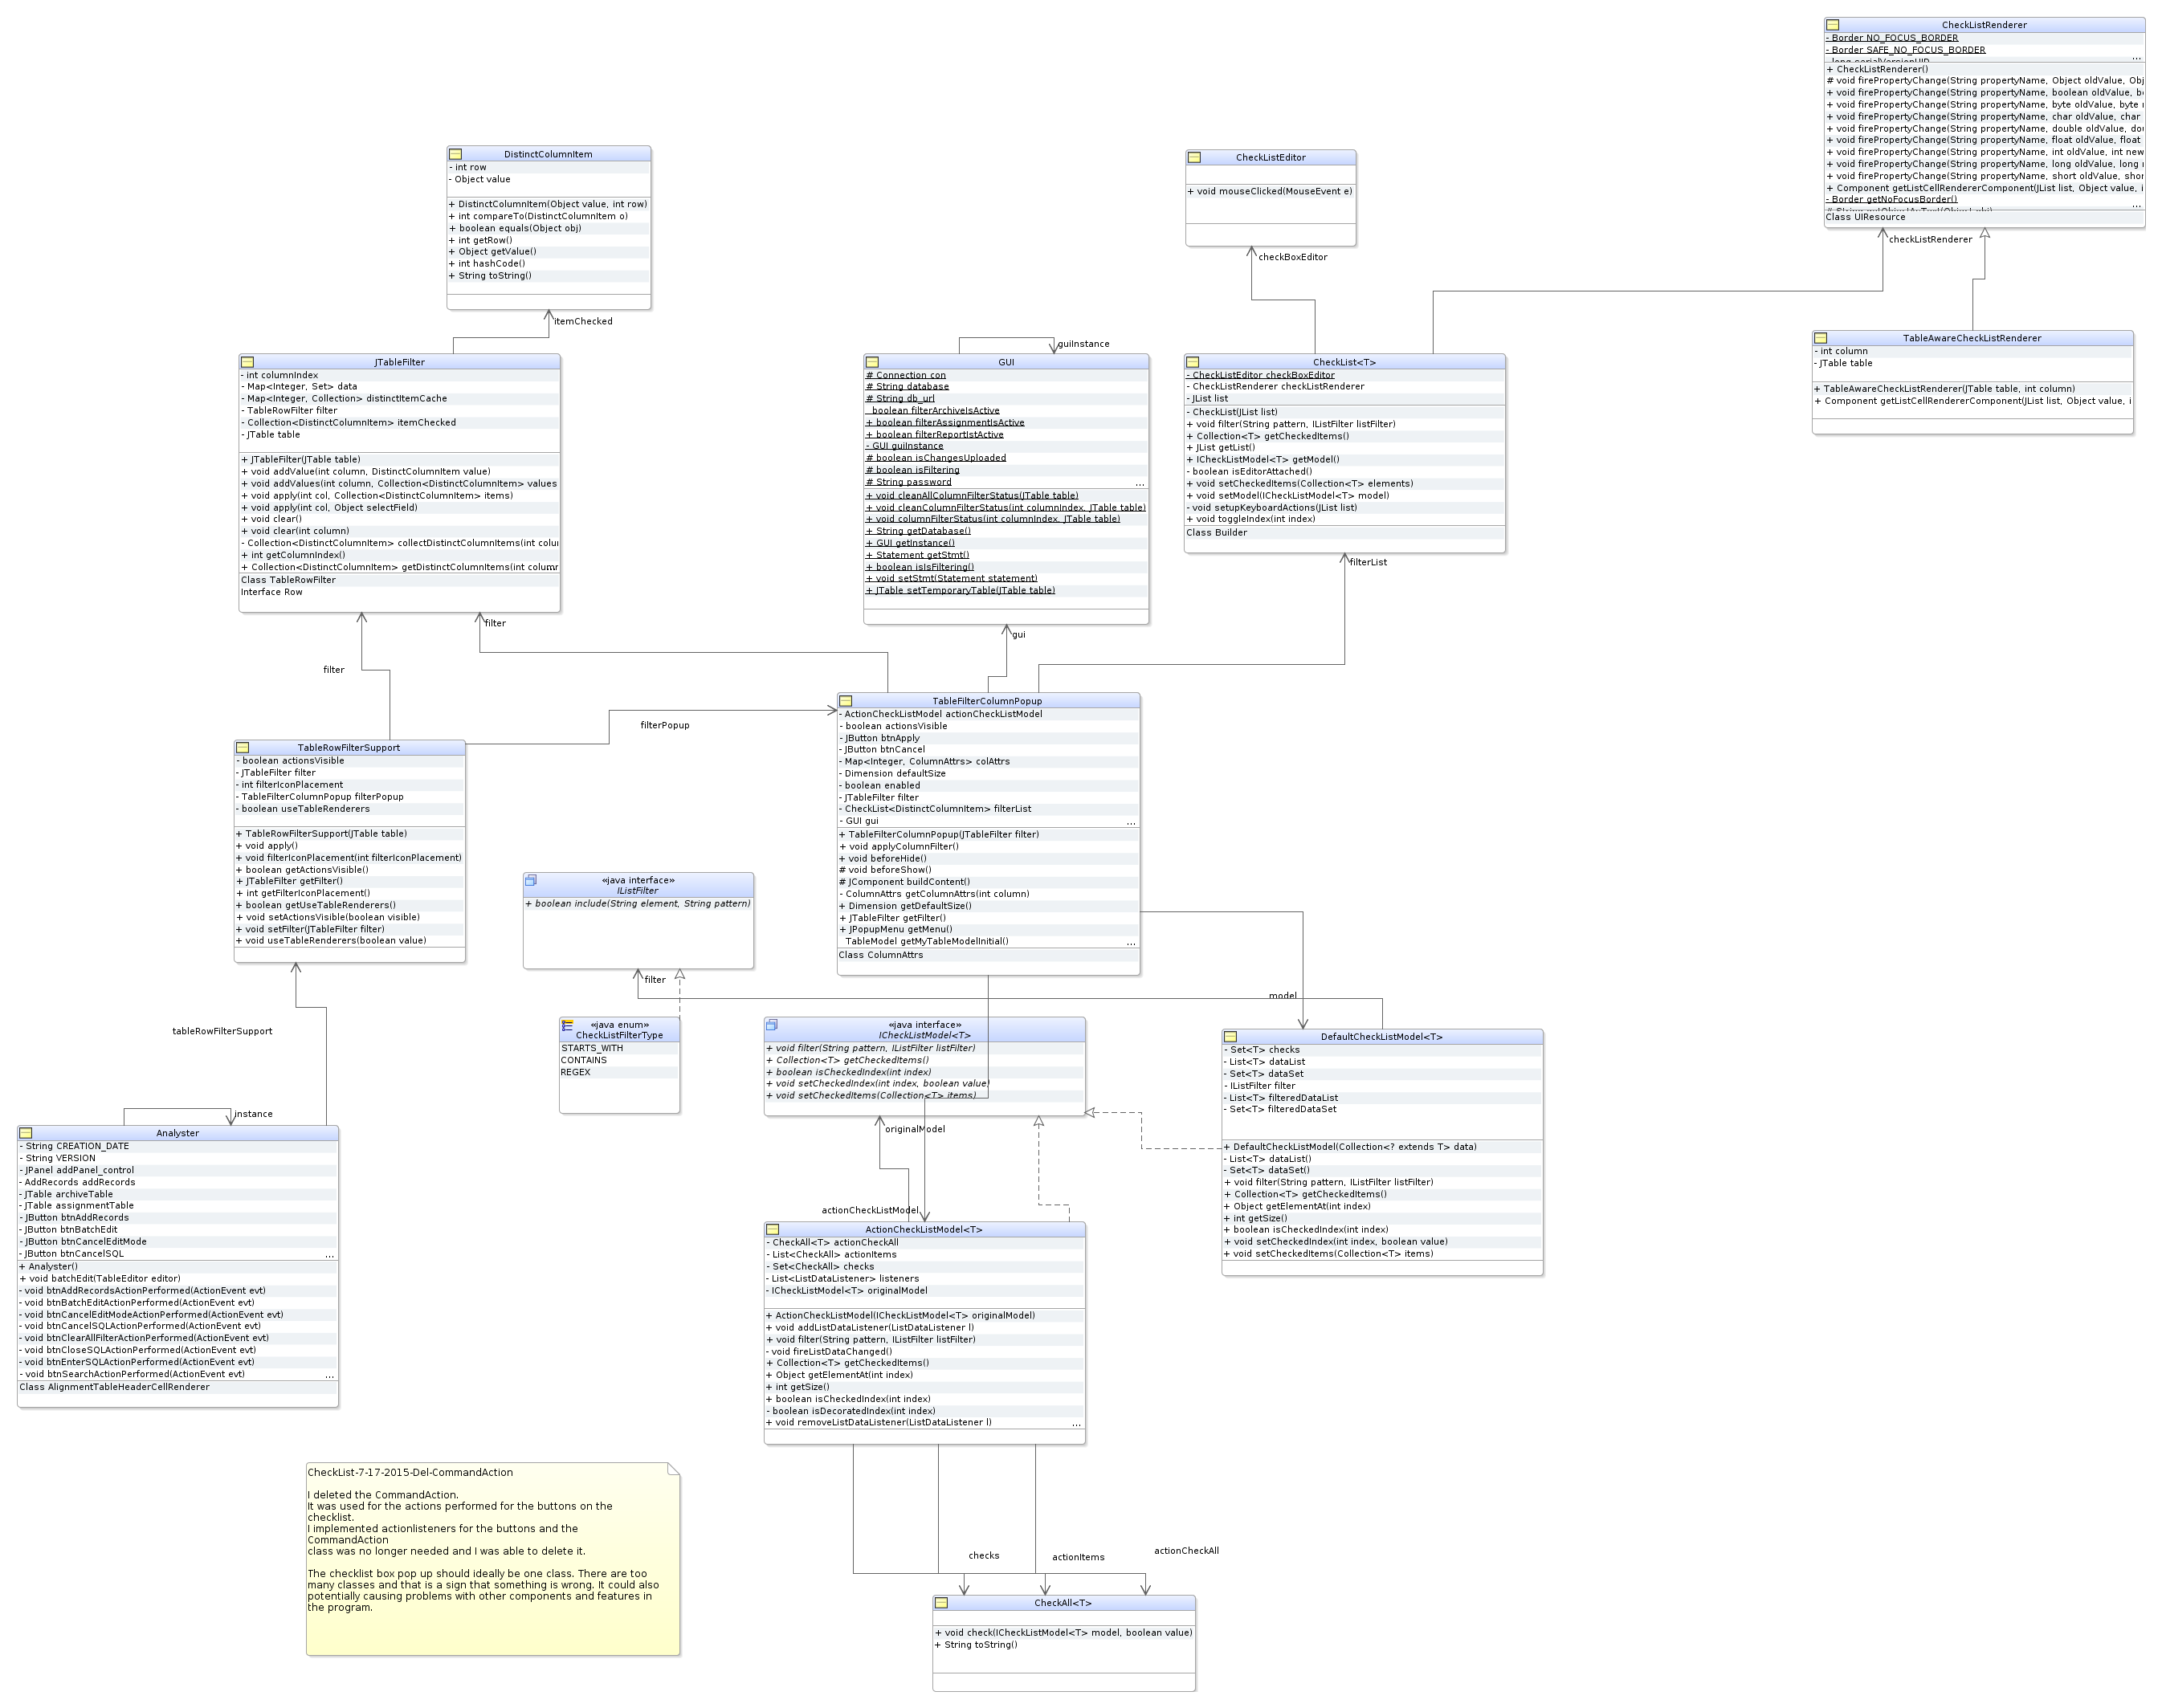 CheckListRenderer
- Border NO_FOCUS_BORDER
- Border SAFE_NO_FOCUS_BORDER
...
+ CheckListRenderer()
# void firePropertyChange(String propertyName, Object oldValue, Obj
+ void firePropertyChange(String propertyName, boolean oldValue, b
+ void firePropertyChange(String propertyName, byte oldValue, byte
+ void firePropertyChange(String propertyName, char oldValue, char
+ void firePropertyChange(String propertyName, double oldValue, dou
+ void firePropertyChange(String propertyName, float oldValue, float
+ void firePropertyChange(String propertyName, int oldValue, int new
+ void firePropertyChange(String propertyName, long oldValue, long
+ void firePropertyChange(String propertyName, short oldValue, shor
+ Component getListCellRendererComponent(JList list, Object value, i
- Border getNoFocusBorder()
...
Class UIResource
checkListRenderer
DistinctColumnItem
- int row
- Object value
+ DistinctColumnItem(Object value, int row)
+ int compareTo(DistinctColumnItem o)
+ boolean equals(Object obj)
+ int getRow()
+ Object getValue()
+ int hashCode()
+ String toString()
itemChecked
CheckListEditor
+ void mouseClicked(MouseEvent e)
checkBoxEditor
TableAwareCheckListRenderer
- int column
- JTable table
+ TableAwareCheckListRenderer(JTable table, int column)
+ Component getListCellRendererComponent(JList list, Object value, i
JTableFilter
- int columnIndex
- Map<Integer, Set> data
- Map<Integer, Collection> distinctItemCache
- TableRowFilter filter
- Collection<DistinctColumnItem> itemChecked
- JTable table
+ JTableFilter(JTable table)
+ void addValue(int column, DistinctColumnItem value)
+ void addValues(int column, Collection<DistinctColumnItem> values
+ void apply(int col, Collection<DistinctColumnItem> items)
+ void apply(int col, Object selectField)
+ void clear()
+ void clear(int column)
- Collection<DistinctColumnItem> collectDistinctColumnItems(int colu
+ int getColumnIndex()
+ Collection<DistinctColumnItem> getDistinctColumnItems(int colum...
Class TableRowFilter
Interface Row
filter
filter
guiInstance
GUI
# Connection con
# String database
# String db_url
boolean filterArchiveIsActive
+ boolean filterAssignmentIsActive
+ boolean filterReportIstActive
- GUI guiInstance
# boolean isChangesUploaded
# boolean isFiltering
# String password
...
+ void cleanAllColumnFilterStatus(JTable table)
+ void cleanColumnFilterStatus(int columnIndex, JTable table)
+ void columnFilterStatus(int columnIndex, JTable table)
+ String getDatabase()
+ GUI getInstance()
+ Statement getStmt()
+ boolean isIsFiltering()
+ void setStmt(Statement statement)
+ JTable setTemporaryTable(JTable table)
gui
CheckList<T>
- CheckListEditor checkBoxEditor
- CheckListRenderer checkListRenderer
- JList list
- CheckList(JList list)
+ void filter(String pattern, IListFilter listFilter)
+ Collection<T> getCheckedItems()
+ JList getList()
+ ICheckListModel<T> getModel()
- boolean isEditorAttached()
+ void setCheckedItems(Collection<T> elements)
+ void setModel(ICheckListModel<T> model)
- void setupKeyboardActions(JList list)
+ void toggleIndex(int index)
Class Builder
filterList
TableFilterColumnPopup
- ActionCheckListModel actionCheckListModel
- boolean actionsVisible
- JButton btnApply
- JButton btnCancel
- Map<Integer, ColumnAttrs> colAttrs
- Dimension defaultSize
- boolean enabled
- JTableFilter filter
- CheckList<DistinctColumnItem> filterList
- GUI gui
...
+ TableFilterColumnPopup(JTableFilter filter)
+ void applyColumnFilter()
+ void beforeHide()
# void beforeShow()
# JComponent buildContent()
- ColumnAttrs getColumnAttrs(int column)
+ Dimension getDefaultSize()
+ JTableFilter getFilter()
+ JPopupMenu getMenu()
TableModel getMyTableModelInitial()
...
Class ColumnAttrs
filterPopup
TableRowFilterSupport
- boolean actionsVisible
- JTableFilter filter
- int filterIconPlacement
- TableFilterColumnPopup filterPopup
- boolean useTableRenderers
+ TableRowFilterSupport(JTable table)
+ void apply()
+ void filterIconPlacement(int filterIconPlacement)
+ boolean getActionsVisible()
+ JTableFilter getFilter()
+ int getFilterIconPlacement()
+ boolean getUseTableRenderers()
+ void setActionsVisible(boolean visible)
+ void setFilter(JTableFilter filter)
+ void useTableRenderers(boolean value)
tableRowFilterSupport
«java interface»
IListFilter
+ boolean include(String element, String pattern)
filter
«java enum»
CheckListFilterType
STARTS_WITH
CONTAINS
REGEX
«java interface»
ICheckListModel<T>
+ void filter(String pattern, IListFilter listFilter)
+ Collection<T> getCheckedItems()
+ boolean isCheckedIndex(int index)
+ void setCheckedIndex(int index, boolean value)
+ void setCheckedItems(Collection<T> items)
originalModel
model
DefaultCheckListModel<T>
- Set<T> checks
- List<T> dataList
- Set<T> dataSet
- IListFilter filter
- List<T> filteredDataList
- Set<T> filteredDataSet
+ DefaultCheckListModel(Collection<? extends T> data)
- List<T> dataList()
- Set<T> dataSet()
+ void filter(String pattern, IListFilter listFilter)
+ Collection<T> getCheckedItems()
+ Object getElementAt(int index)
+ int getSize()
+ boolean isCheckedIndex(int index)
+ void setCheckedIndex(int index, boolean value)
+ void setCheckedItems(Collection<T> items)
instance
Analyster
- String CREATION_DATE
- String VERSION
- JPanel addPanel_control
- AddRecords addRecords
- JTable archiveTable
- JTable assignmentTable
- JButton btnAddRecords
- JButton btnBatchEdit
- JButton btnCancelEditMode
- JButton btnCancelSQL
...
+ Analyster()
+ void batchEdit(TableEditor editor)
- void btnAddRecordsActionPerformed(ActionEvent evt)
- void btnBatchEditActionPerformed(ActionEvent evt)
- void btnCancelEditModeActionPerformed(ActionEvent evt)
- void btnCancelSQLActionPerformed(ActionEvent evt)
- void btnClearAllFilterActionPerformed(ActionEvent evt)
- void btnCloseSQLActionPerformed(ActionEvent evt)
- void btnEnterSQLActionPerformed(ActionEvent evt)
- void btnSearchActionPerformed(ActionEvent evt)
...
Class AlignmentTableHeaderCellRenderer
actionCheckListModel
ActionCheckListModel<T>
- CheckAll<T> actionCheckAll
- List<CheckAll> actionItems
- Set<CheckAll> checks
- List<ListDataListener> listeners
- ICheckListModel<T> originalModel
+ ActionCheckListModel(ICheckListModel<T> originalModel)
+ void addListDataListener(ListDataListener l)
+ void filter(String pattern, IListFilter listFilter)
- void fireListDataChanged()
+ Collection<T> getCheckedItems()
+ Object getElementAt(int index)
+ int getSize()
+ boolean isCheckedIndex(int index)
- boolean isDecoratedIndex(int index)
+ void removeListDataListener(ListDataListener l)
...
CheckList-7-17-2015-Del-CommandAction
I deleted the CommandAction.
It was used for the actions performed for the buttons on the
checklist.
I implemented actionlisteners for the buttons and the
CommandAction
class was no longer needed and I was able to delete it.
The checklist box pop up should ideally be one class. There are too
many classes and that is a sign that something is wrong. It could also
potentially causing problems with other components and features in
the program.
checks
actionItems
actionCheckAll
CheckAll<T>
+ void check(ICheckListModel<T> model, boolean value)
+ String toString()